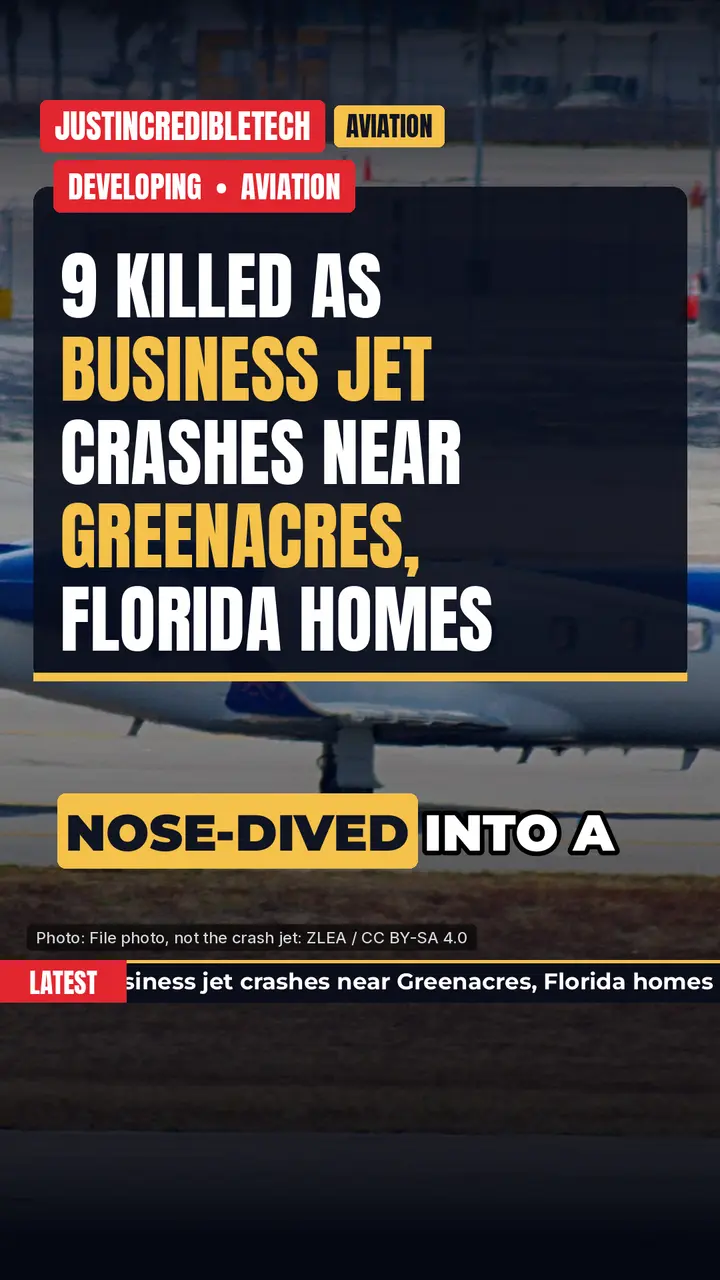 JUSTINCREDIBLETECH AVIATION
DEVELOPING • AVIATION
9 KILLED AS
BUSINESS JET
CRASHES NEAR
GREENACRES,
FLORIDA HOMES
NOSE-DIVED INTO A
Photo: File photo, not the crash jet: ZLEA / CC BY-SA 4.0
LATEST siness jet crashes near Greenacres, Florida homes